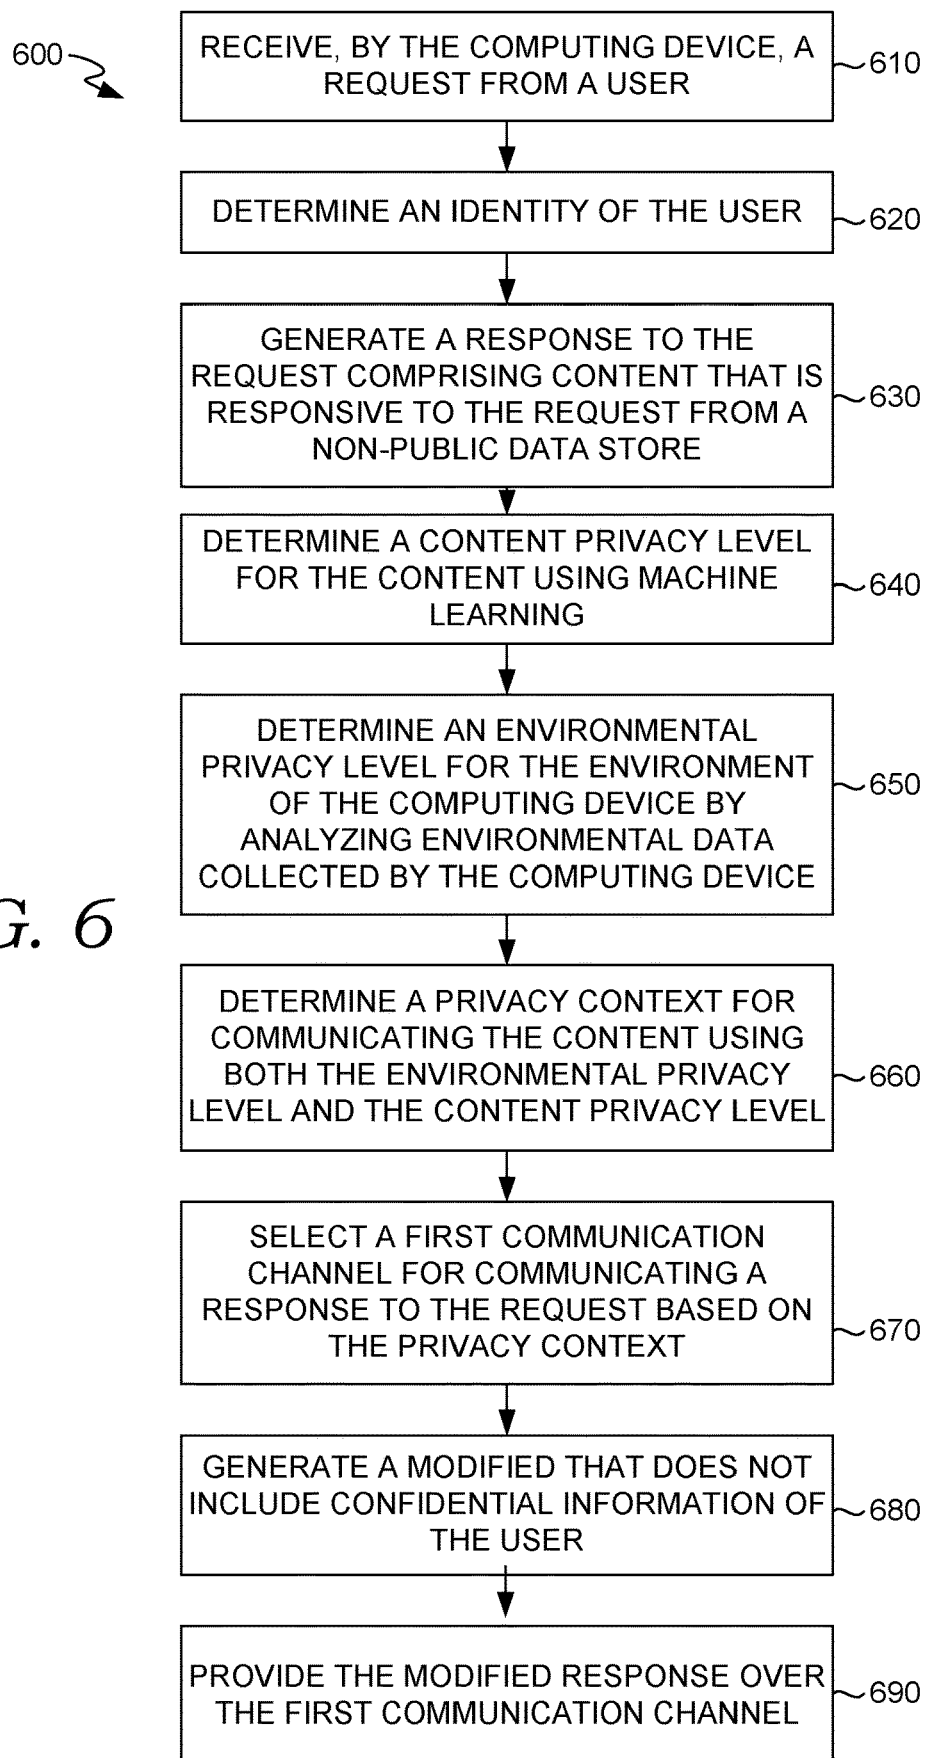 600
RECEIVE, BY THE COMPUTING DEVICE, A
REQUEST FROM A USER
610
DETERMINE AN IDENTITY OF THE USER
620
GENERATE A RESPONSE TO THE
REQUEST COMPRISING CONTENT THAT IS
RESPONSIVE TO THE REQUEST FROM A
NON-PUBLIC DATA STORE
630
DETERMINE A CONTENT PRIVACY LEVEL
FOR THE CONTENT USING MACHINE
LEARNING
640
DETERMINE AN ENVIRONMENTAL
PRIVACY LEVEL FOR THE ENVIRONMENT
OF THE COMPUTING DEVICE BY
ANALYZING ENVIRONMENTAL DATA
COLLECTED BY THE COMPUTING DEVICE
650
G. 6
DETERMINE A PRIVACY CONTEXT FOR
COMMUNICATING THE CONTENT USING
BOTH THE ENVIRONMENTAL PRIVACY
LEVEL AND THE CONTENT PRIVACY LEVEL
660
SELECT A FIRST COMMUNICATION
CHANNEL FOR COMMUNICATING A
RESPONSE TO THE REQUEST BASED ON
THE PRIVACY CONTEXT
670
GENERATE A MODIFIED THAT DOES NOT
INCLUDE CONFIDENTIAL INFORMATION OF
THE USER
680
PROVIDE THE MODIFIED RESPONSE OVER
THE FIRST COMMUNICATION CHANNEL
690